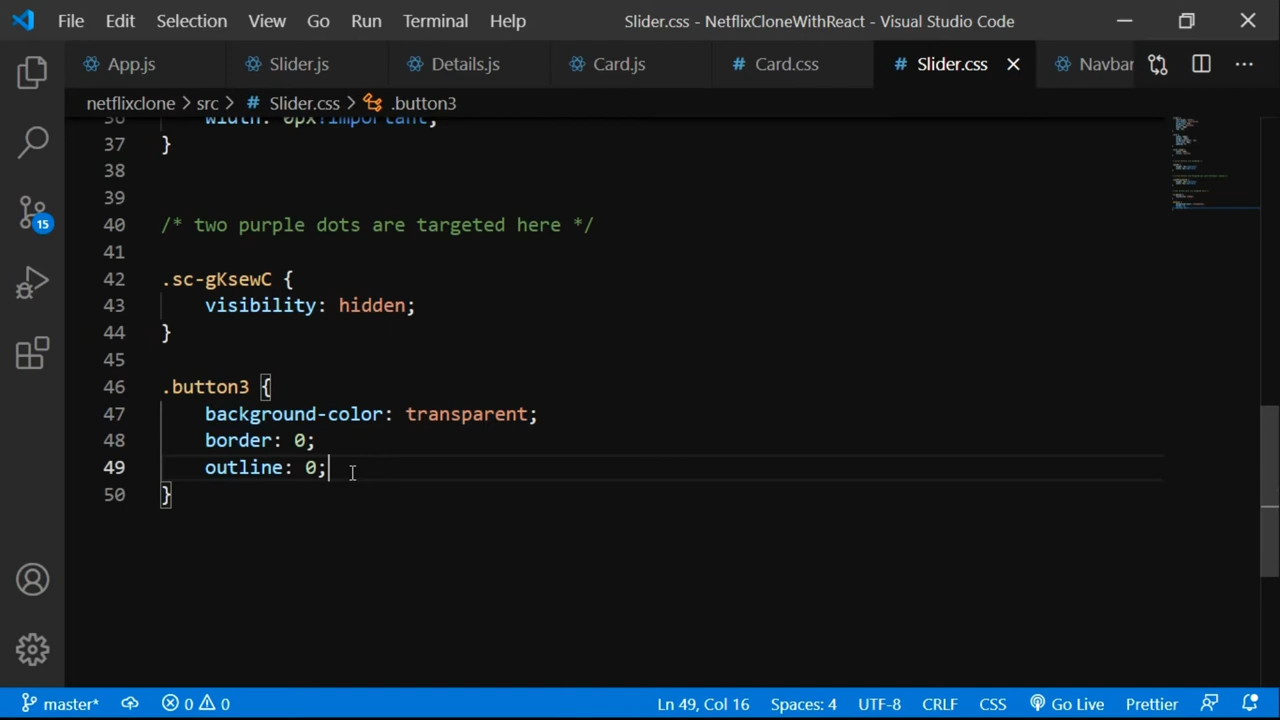 File Edit Selection View Go Run Terminal Help Slider.css - NetflixCloneWithReact - Visual Studio Code
App.js Slider.js Details.js Card.js # Card.css # Slider.css Navbar ...
netflixclone > src > # Slider.css > .button3
36 width: 0px!important;
37 }
38
39
40 /* two purple dots are targeted here */
41
42 .sc-gKsewC {
43 visibility: hidden;
44 }
45
46 .button3 {
47 background-color: transparent;
48 border: 0;
49 outline: 0;
50 }
15
master* 0 0 Ln 49, Col 16 Spaces: 4 UTF-8 CRLF CSS Go Live Prettier